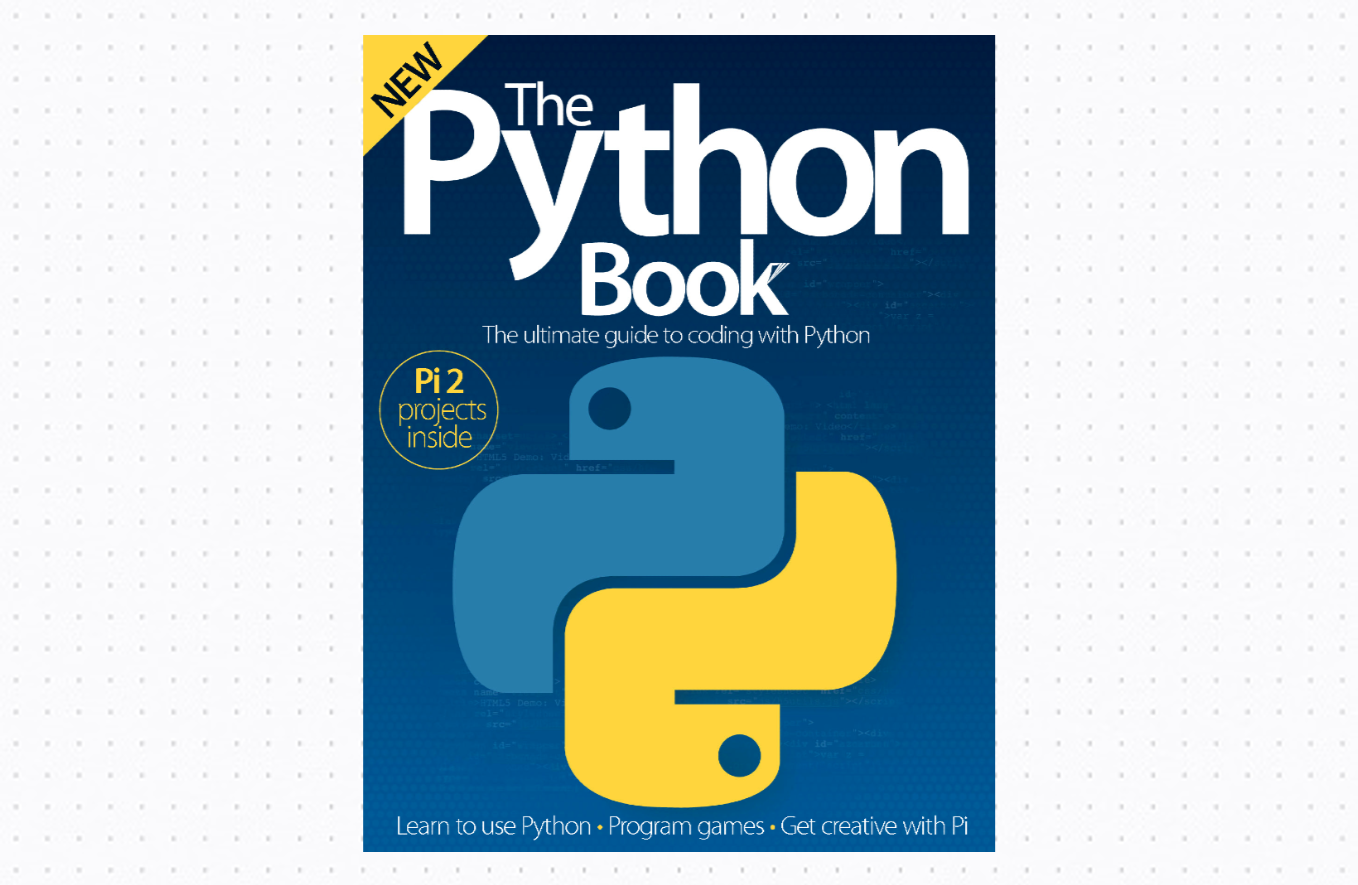 NEW
The
Python
Book
The ultimate guide to coding with Python
Pi 2
projects
inside
Learn to use Python • Program games • Get creative with Pi